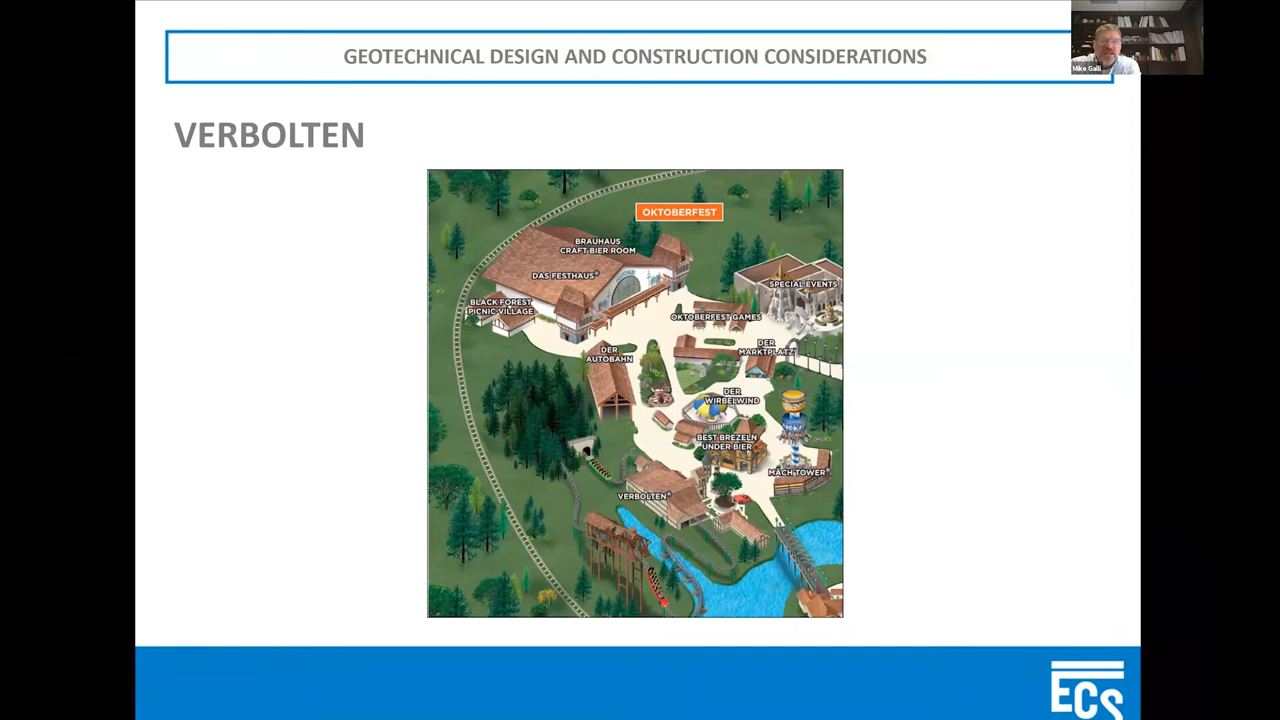 GEOTECHNICAL DESIGN AND CONSTRUCTION CONSIDERATIONS
Mike Galli
VERBOLTEN
OKTOBERFEST
BRAUHAUS
CRAFT BIER ROOM
DAS FESTHAUS®
SPECIAL EVENTS
BLACK FOREST
PICNIC VILLAGE
OKTOBERFEST GAMES
DER
AUTOBAHN
DER
MARKTPLATZ
DER
WIRBELWIND
BEST BREZELN
UNDER BIER
MÄCH TOWER®
VERBOLTEN®
ECS